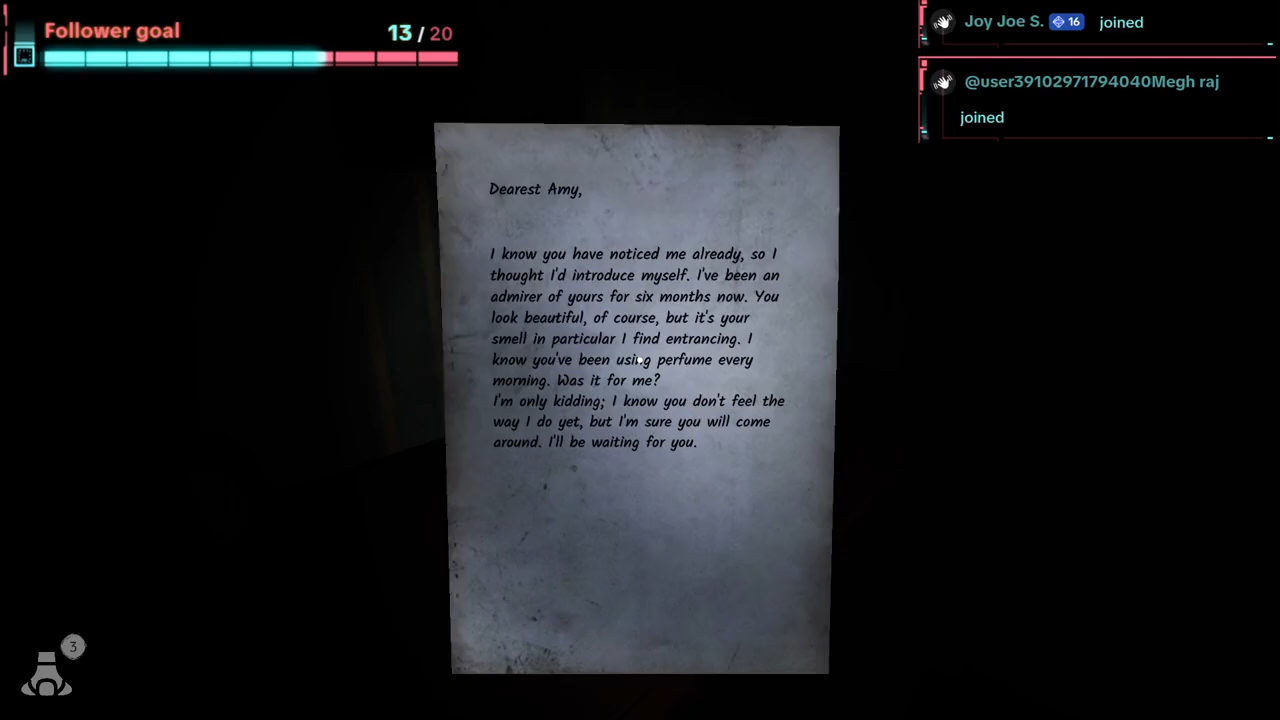 Follower goal
13 / 20
Joy Joe S. 16 joined
@user39102971794040Megh raj
joined
Dearest Amy,
I know you have noticed me already, so I
thought I'd introduce myself. I've been an
admirer of yours for six months now. You
look beautiful, of course, but it's your
smell in particular I find entrancing. I
know you've been using perfume every
morning. Was it for me?
I'm only kidding; I know you don't feel the
way I do yet, but I'm sure you will come
around. I'll be waiting for you.
3